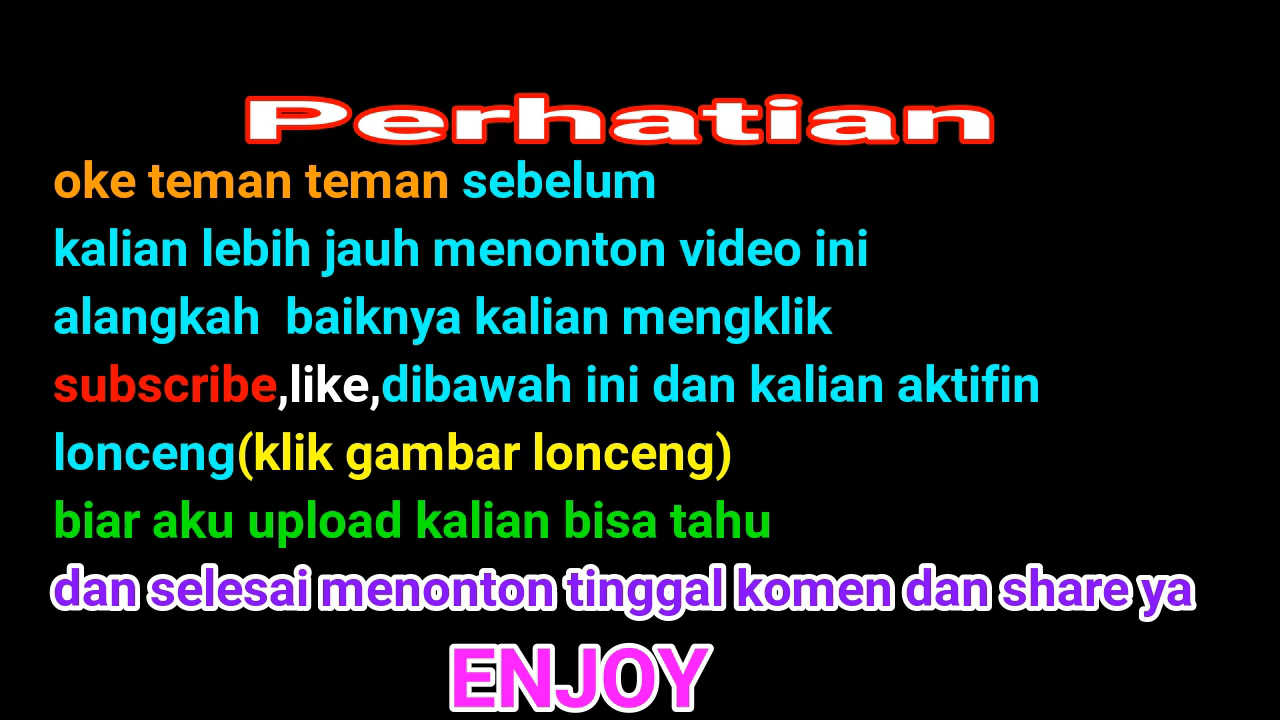 Perhatian
oke teman teman sebelum
kalian lebih jauh menonton video ini
alangkah  baiknya kalian mengklik
subscribe,like,dibawah ini dan kalian aktifin
lonceng(klik gambar lonceng)
biar aku upload kalian bisa tahu
dan selesai menonton tinggal komen dan share ya
ENJOY